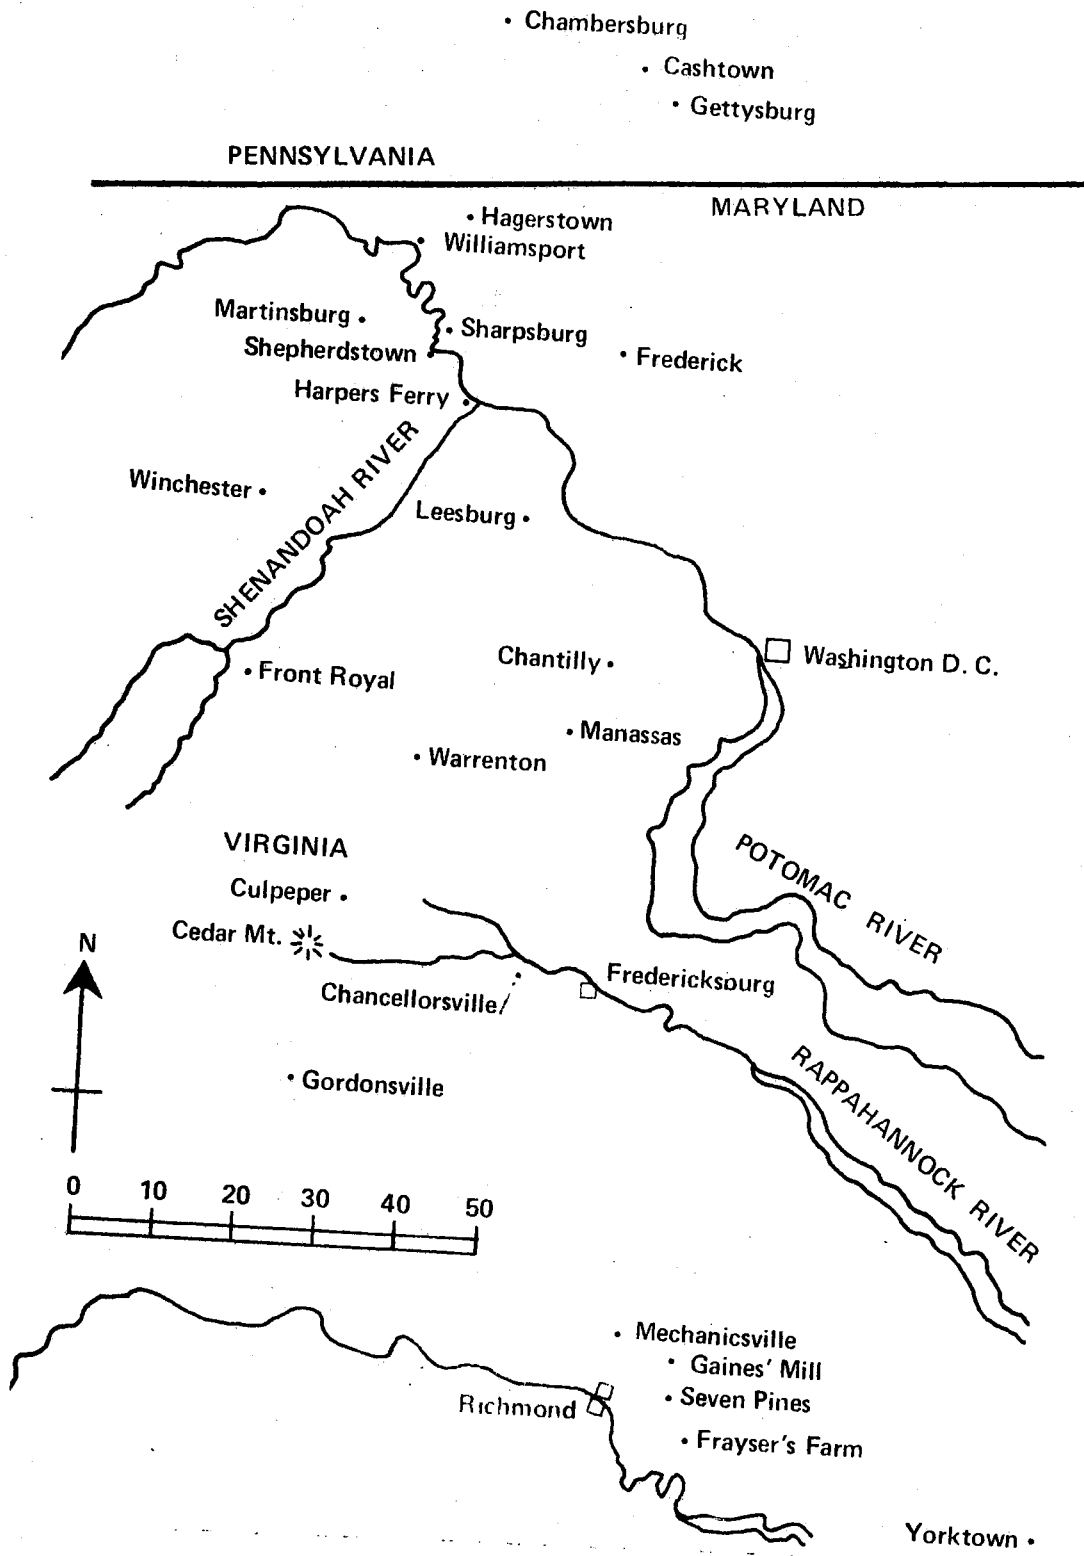 Chambersburg
Cashtown
Gettysburg
PENNSYLVANIA
MARYLAND
Hagerstown
Williamsport
Martinsburg
Sharpsburg
Shepherdstown
Frederick
Harpers Ferry
SHENANDOAH RIVER
Winchester
Leesburg
Chantilly
Washington D. C.
Front Royal
Manassas
Warrenton
VIRGINIA
POTOMAC RIVER
Culpeper
Cedar Mt.
N
Fredericksburg
Chancellorsville
RAPPAHANNOCK RIVER
Gordonsville
0 10 20 30 40 50
Mechanicsville
Gaines' Mill
Seven Pines
Richmond
Frayser's Farm
Yorktown